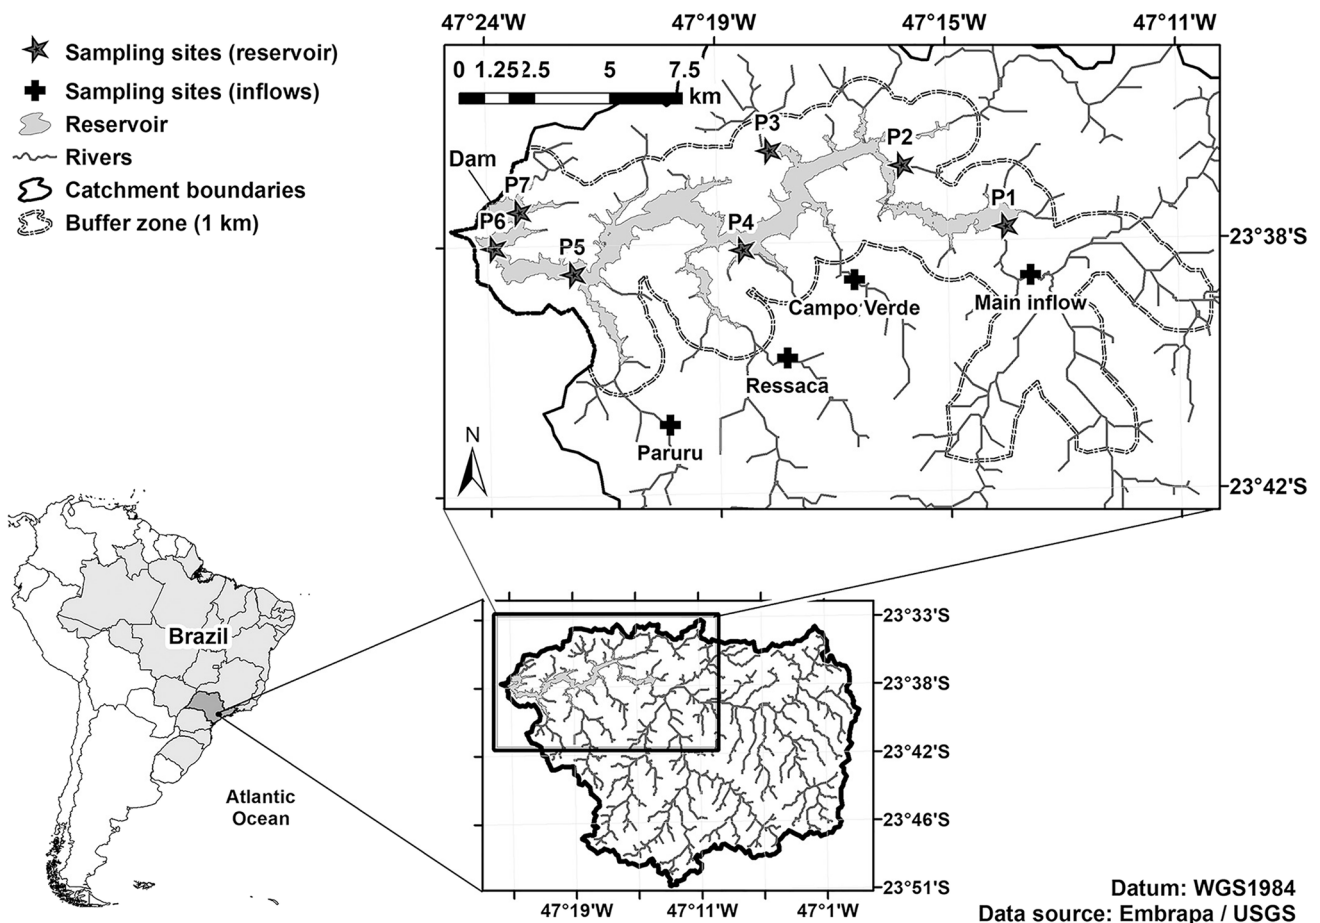 47°24'W 47°19'W 47°15'W 47°11'W
Sampling sites (reservoir)
Sampling sites (inflows)
Reservoir
Rivers
Catchment boundaries
Buffer zone (1 km)
0 1.25 2.5 5 7.5
km
P3
P2
Dam
P7
P1
P6
P4
P5
23°38'S
Campo Verde
Main inflow
Ressaca
Paruru
N
23°42'S
Brazil
Atlantic
Ocean
23°33'S
23°38'S
23°42'S
23°46'S
23°51'S
47°19'W 47°11'W 47°1'W
Datum: WGS1984
Data source: Embrapa / USGS